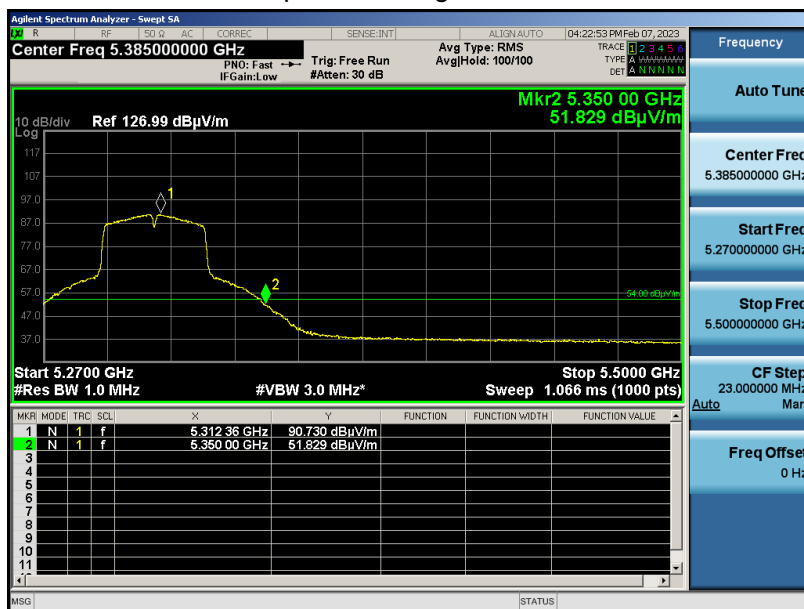 Agilent Spectrum Analyzer - Swept SA
LXI R RF 50 Ω AC CORREC SENSE:INT ALIGN AUTO 04:22:53 PM Feb 07, 2023
Center Freq 5.385000000 GHz Avg Type: RMS TRACE 1 2 3 4 5 6
PNO: Fast Trig: Free Run Avg|Hold: 100/100 TYPE A WWWWW
IFGain:Low #Atten: 30 dB DET A N N N N N
Mkr2 5.350 00 GHz
10 dB/div Ref 126.99 dBµV/m 51.829 dBµV/m
Log
117
107
97.0
1
87.0
77.0
67.0
57.0
2
54.00 dBµV/m
47.0
37.0
Start 5.2700 GHz Stop 5.5000 GHz
#Res BW 1.0 MHz #VBW 3.0 MHz* Sweep 1.066 ms (1000 pts)
MKR MODE TRC SCL X Y FUNCTION FUNCTION WIDTH FUNCTION VALUE
1 N 1 f 5.312 36 GHz 90.730 dBµV/m
2 N 1 f 5.350 00 GHz 51.829 dBµV/m
3
4
5
6
7
8
9
10
11
MSG STATUS
Frequency
Auto Tune
Center Freq
5.385000000 GHz
Start Freq
5.270000000 GHz
Stop Freq
5.500000000 GHz
CF Step
23.000000 MHz
Auto Man
Freq Offset
0 Hz